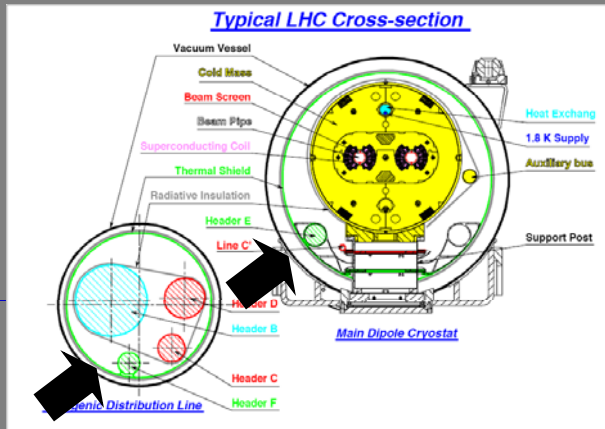 Typical LHC Cross-section
Vacuum Vessel
Cold Mass
Beam Screen
Beam Pipe
Superconducting Coil
Thermal Shield
Radiative Insulation
Header E
Line C'
Heat Exchang
1.8 K Supply
Auxiliary bus
Support Post
Main Dipole Cryostat
Header D
Header B
Header C
Header F
genic Distribution Line